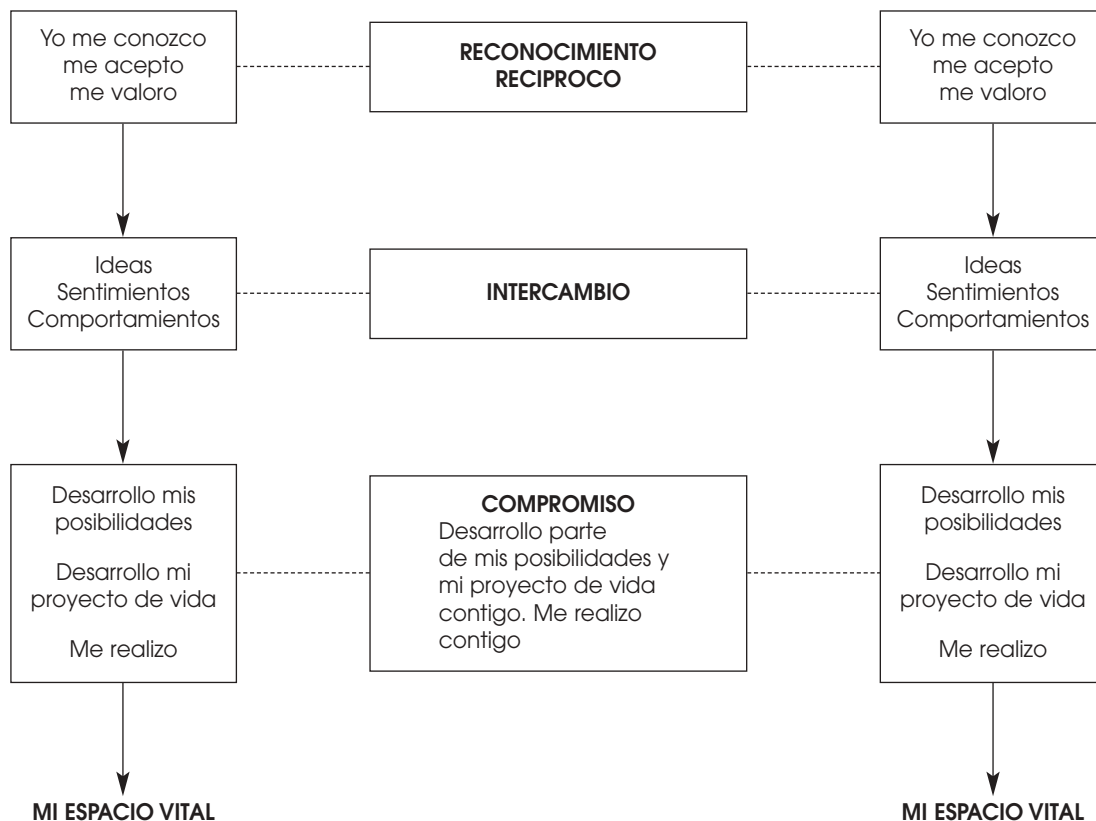 Yo me conozco
me acepto
me valoro
RECONOCIMIENTO
RECIPROCO
Yo me conozco
me acepto
me valoro
Ideas
Sentimientos
Comportamientos
INTERCAMBIO
Ideas
Sentimientos
Comportamientos
Desarrollo mis
posibilidades
Desarrollo mi
proyecto de vida
Me realizo
COMPROMISO
Desarrollo parte
de mis posibilidades y
mi proyecto de vida
contigo. Me realizo
contigo
Desarrollo mis
posibilidades
Desarrollo mi
proyecto de vida
Me realizo
MI ESPACIO VITAL
MI ESPACIO VITAL